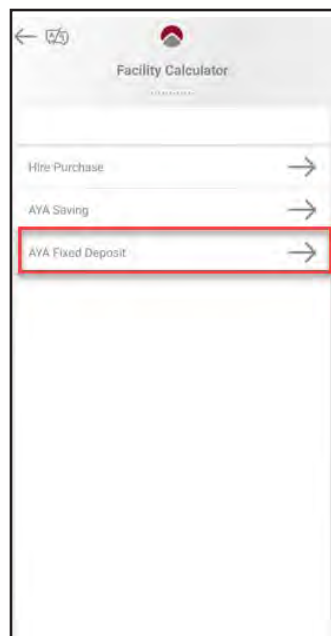 Facility Calculator
Hire Purchase
AYA Saving
AYA Fixed Deposit